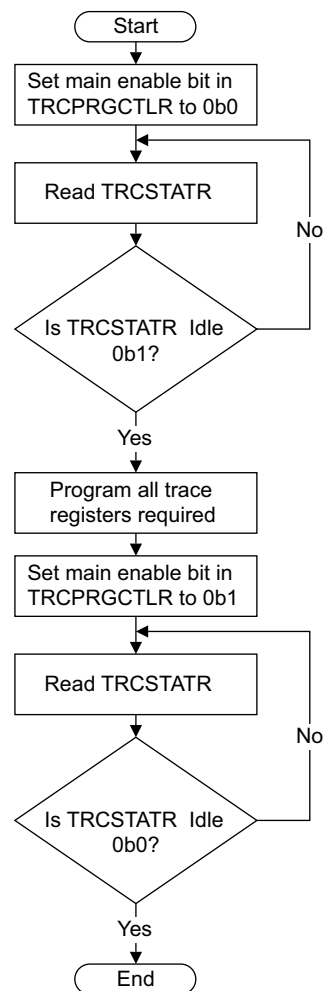 Start
Set main enable bit in
TRCPRGCTLR to 0b0
Read TRCSTATR
No
Is TRCSTATR Idle
0b1?
Yes
Program all trace
registers required
Set main enable bit in
TRCPRGCTLR to 0b1
Read TRCSTATR
No
Is TRCSTATR Idle
0b0?
Yes
End